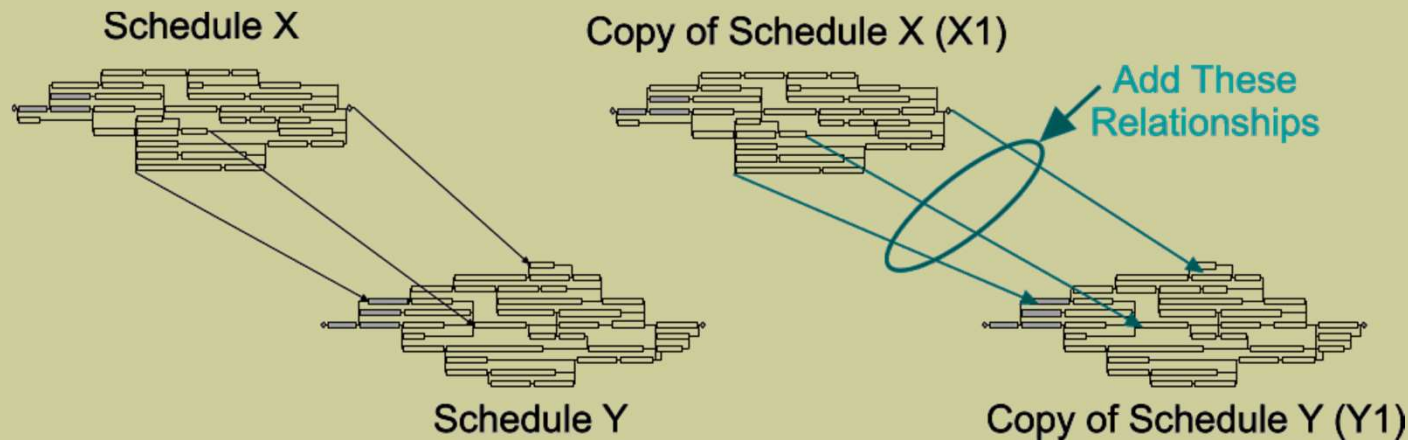 Schedule X
Copy of Schedule X (X1)
Add These
Relationships
Schedule Y
Copy of Schedule Y (Y1)